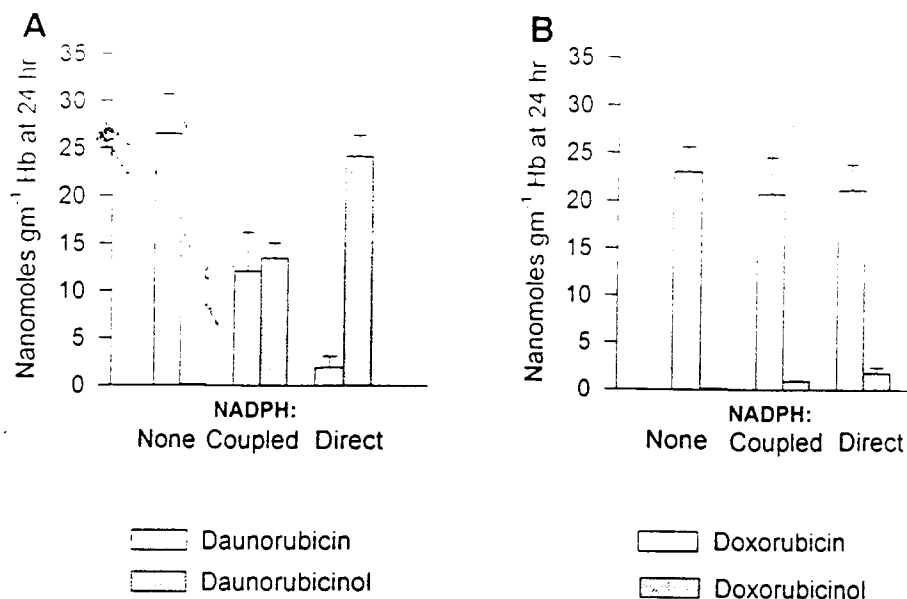 A
Nanomoles gm⁻¹ Hb at 24 hr
35
30
25
20
15
10
5
0
NADPH:
None Coupled Direct
Daunorubicin
Daunorubicinol
B
Nanomoles gm⁻¹ Hb at 24 hr
35
30
25
20
15
10
5
0
NADPH:
None Coupled Direct
Doxorubicin
Doxorubicinol